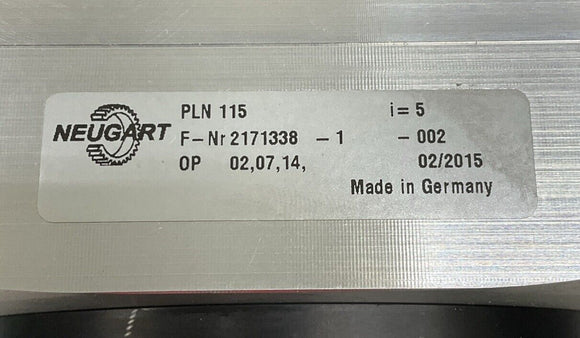 NEUGART
PLN 115 i= 5
F-Nr 2171338 -1 -002
OP 02,07,14, 02/2015
Made in Germany